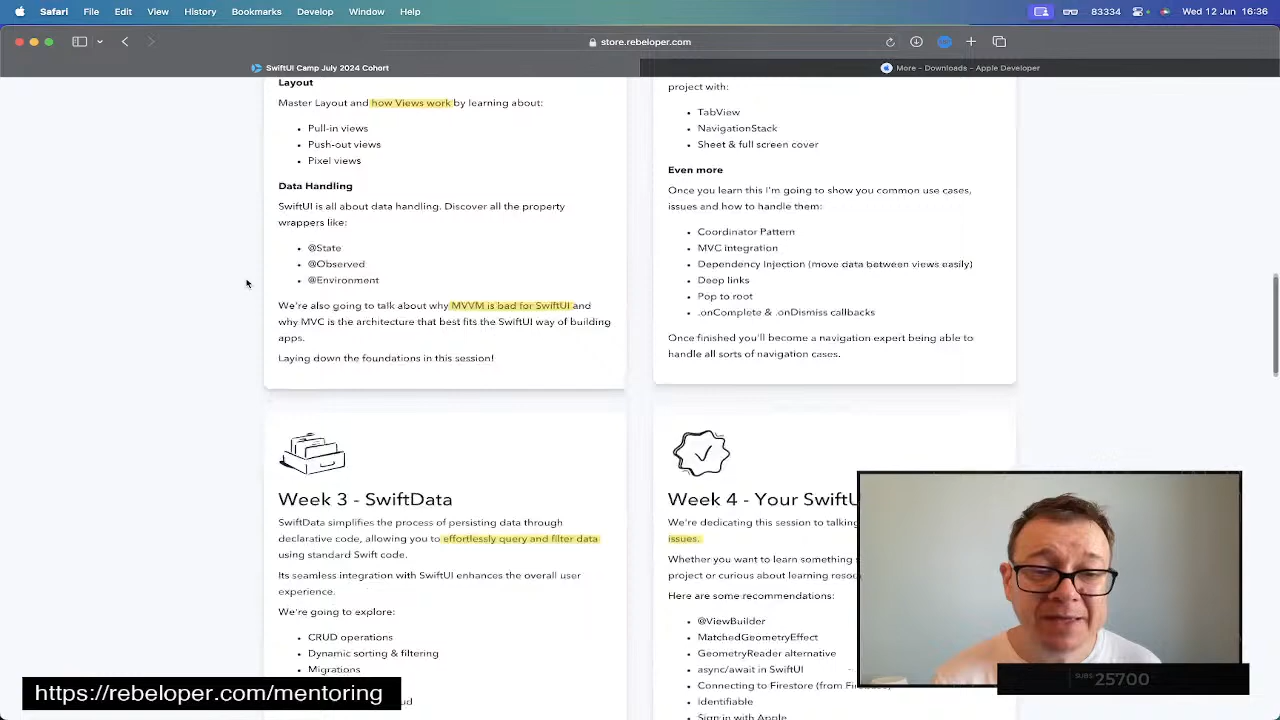 Safari File Edit View History Bookmarks Develop Window Help 83334 Wed 12 Jun 16:36
store.rebeloper.com
SwiftUI Camp July 2024 Cohort
More – Downloads – Apple Developer
Layout
Master Layout and how Views work by learning about:
• Pull-in views
• Push-out views
• Pixel views
Data Handling
SwiftUI is all about data handling. Discover all the property
wrappers like:
• @State
• @Observed
• @Environment
We're also going to talk about why MVVM is bad for SwiftUI and
why MVC is the architecture that best fits the SwiftUI way of building
apps.
Laying down the foundations in this session!
project with:
• TabView
• NavigationStack
• Sheet & full screen cover
Even more
Once you learn this I'm going to show you common use cases,
issues and how to handle them:
• Coordinator Pattern
• MVC integration
• Dependency Injection (move data between views easily)
• Deep links
• Pop to root
• .onComplete & .onDismiss callbacks
Once finished you'll become a navigation expert being able to
handle all sorts of navigation cases.
Week 3 - SwiftData
SwiftData simplifies the process of persisting data through
declarative code, allowing you to effortlessly query and filter data
using standard Swift code.
Its seamless integration with SwiftUI enhances the overall user
experience.
We're going to explore:
• CRUD operations
• Dynamic sorting & filtering
• Migrations
Week 4 - Your SwiftU
We're dedicating this session to talking
issues.
Whether you want to learn something
project or curious about learning
Here are some recommendations:
• @ViewBuilder
• MatchedGeometryEffect
• GeometryReader alternative
• async/await in SwiftUI
• Connecting to Firestore (from
• Identifiable
• Sign in with Apple
https://rebeloper.com/mentoring
SUBS: 25700